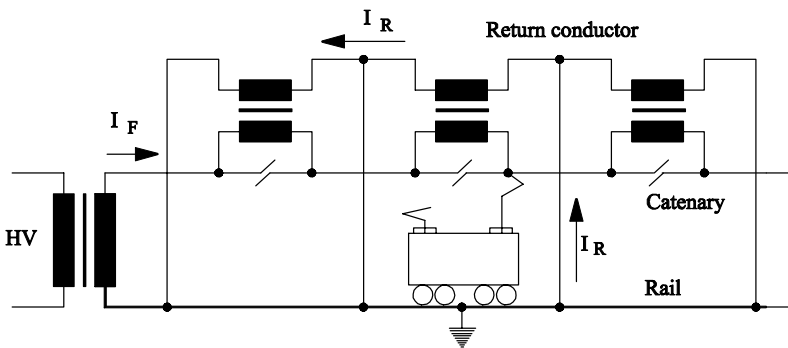 I R
Return conductor
I F
Catenary
HV
I R
Rail